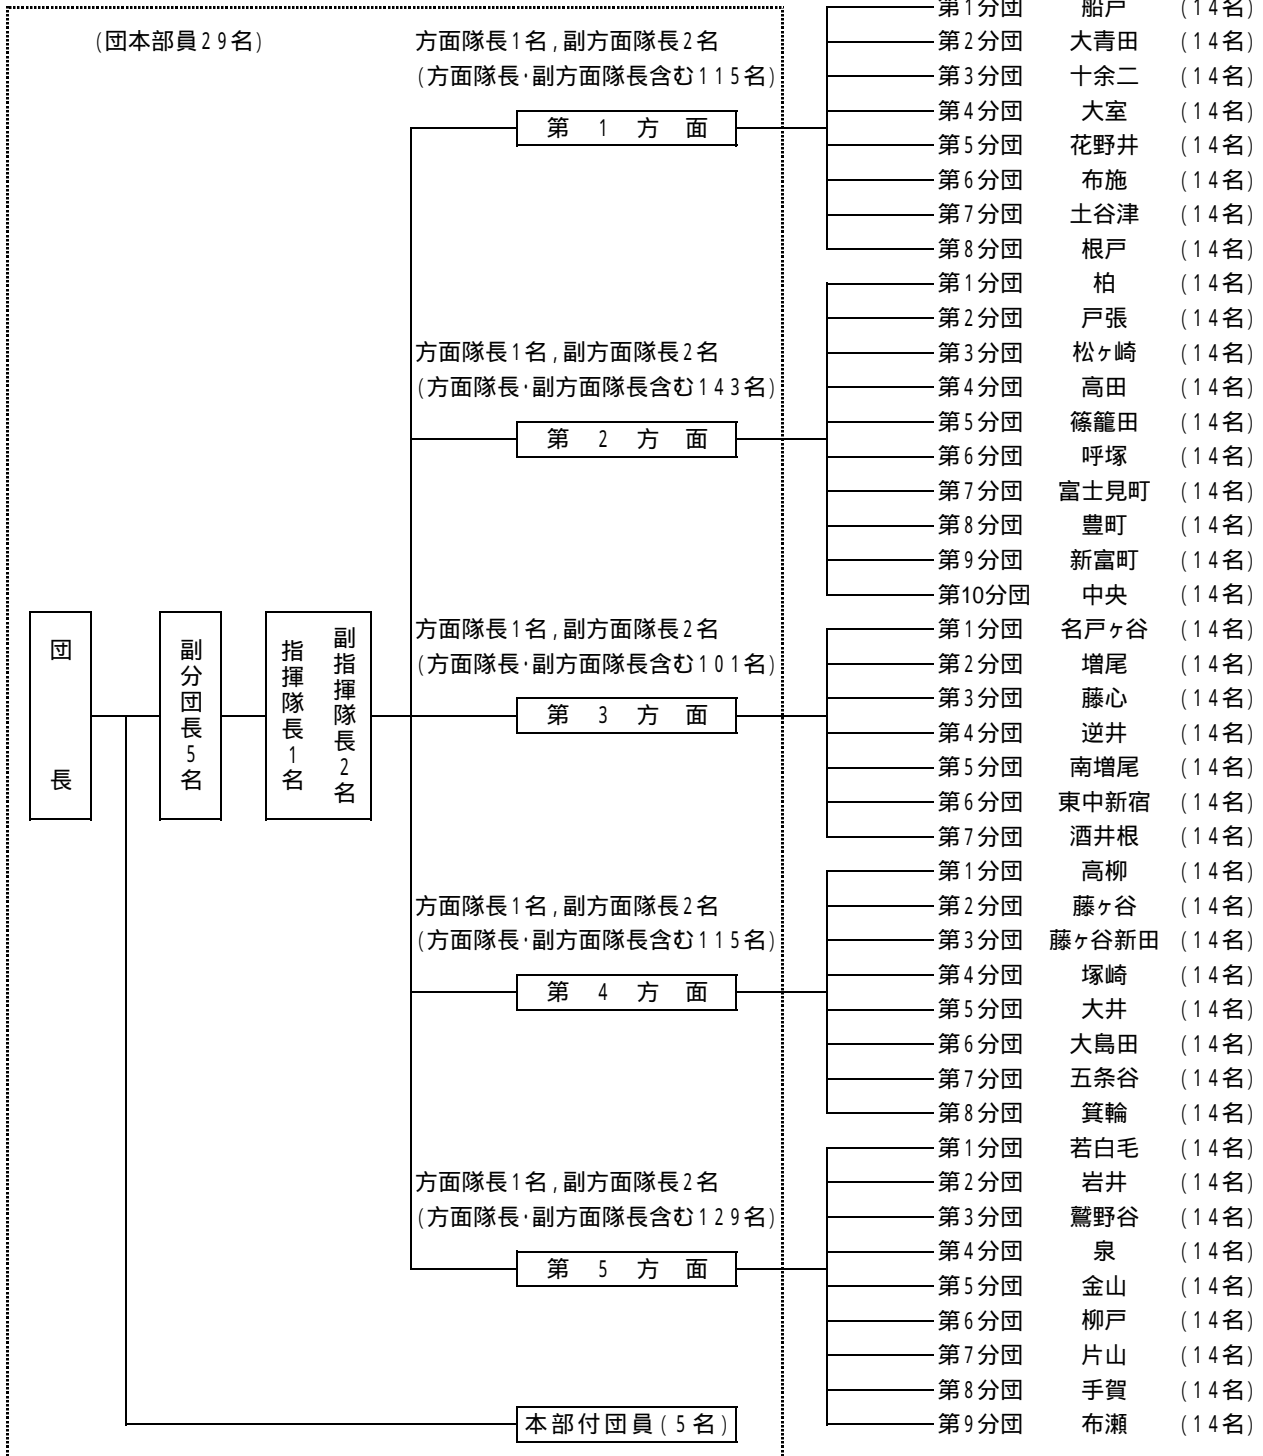 第1分団 船戸 (14名)
(団本部員29名) 方面隊長1名,副方面隊長2名 第2分団 大青田 (14名)
(方面隊長・副方面隊長含む115名) 第3分団 十余二 (14名)
第4分団 大室 (14名)
第 1 方 面
第5分団 花野井 (14名)
第6分団 布施 (14名)
第7分団 土谷津 (14名)
第8分団 根戸 (14名)
第1分団 柏 (14名)
第2分団 戸張 (14名)
方面隊長1名,副方面隊長2名 第3分団 松ヶ崎 (14名)
(方面隊長・副方面隊長含む143名) 第4分団 高田 (14名)
第 2 方 面 第5分団 篠籠田 (14名)
第6分団 呼塚 (14名)
第7分団 富士見町 (14名)
第8分団 豊町 (14名)
第9分団 新富町 (14名)
第10分団 中央 (14名)
団長
副分団長5名
指揮隊長1名
副指揮隊長2名
方面隊長1名,副方面隊長2名 第1分団 名戸ヶ谷 (14名)
(方面隊長・副方面隊長含む101名) 第2分団 増尾 (14名)
第3分団 藤心 (14名)
第 3 方 面
第4分団 逆井 (14名)
第5分団 南増尾 (14名)
第6分団 東中新宿 (14名)
第7分団 酒井根 (14名)
第1分団 高柳 (14名)
方面隊長1名,副方面隊長2名 第2分団 藤ヶ谷 (14名)
(方面隊長・副方面隊長含む115名) 第3分団 藤ヶ谷新田 (14名)
第4分団 塚崎 (14名)
第 4 方 面
第5分団 大井 (14名)
第6分団 大島田 (14名)
第7分団 五条谷 (14名)
第8分団 箕輪 (14名)
第1分団 若白毛 (14名)
方面隊長1名,副方面隊長2名 第2分団 岩井 (14名)
(方面隊長・副方面隊長含む129名) 第3分団 鷲野谷 (14名)
第4分団 泉 (14名)
第 5 方 面
第5分団 金山 (14名)
第6分団 柳戸 (14名)
第7分団 片山 (14名)
第8分団 手賀 (14名)
本部付団員(5名) 第9分団 布瀬 (14名)